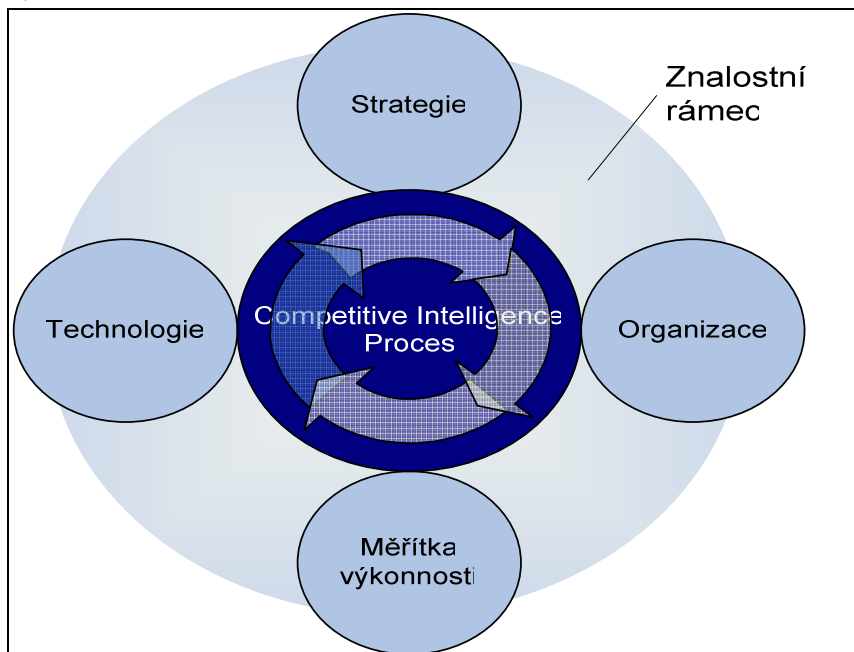 Strategie
Znalostní
rámec
Technologie
Competitive Intelligence
Proces
Organizace
Měřítka
výkonnosti